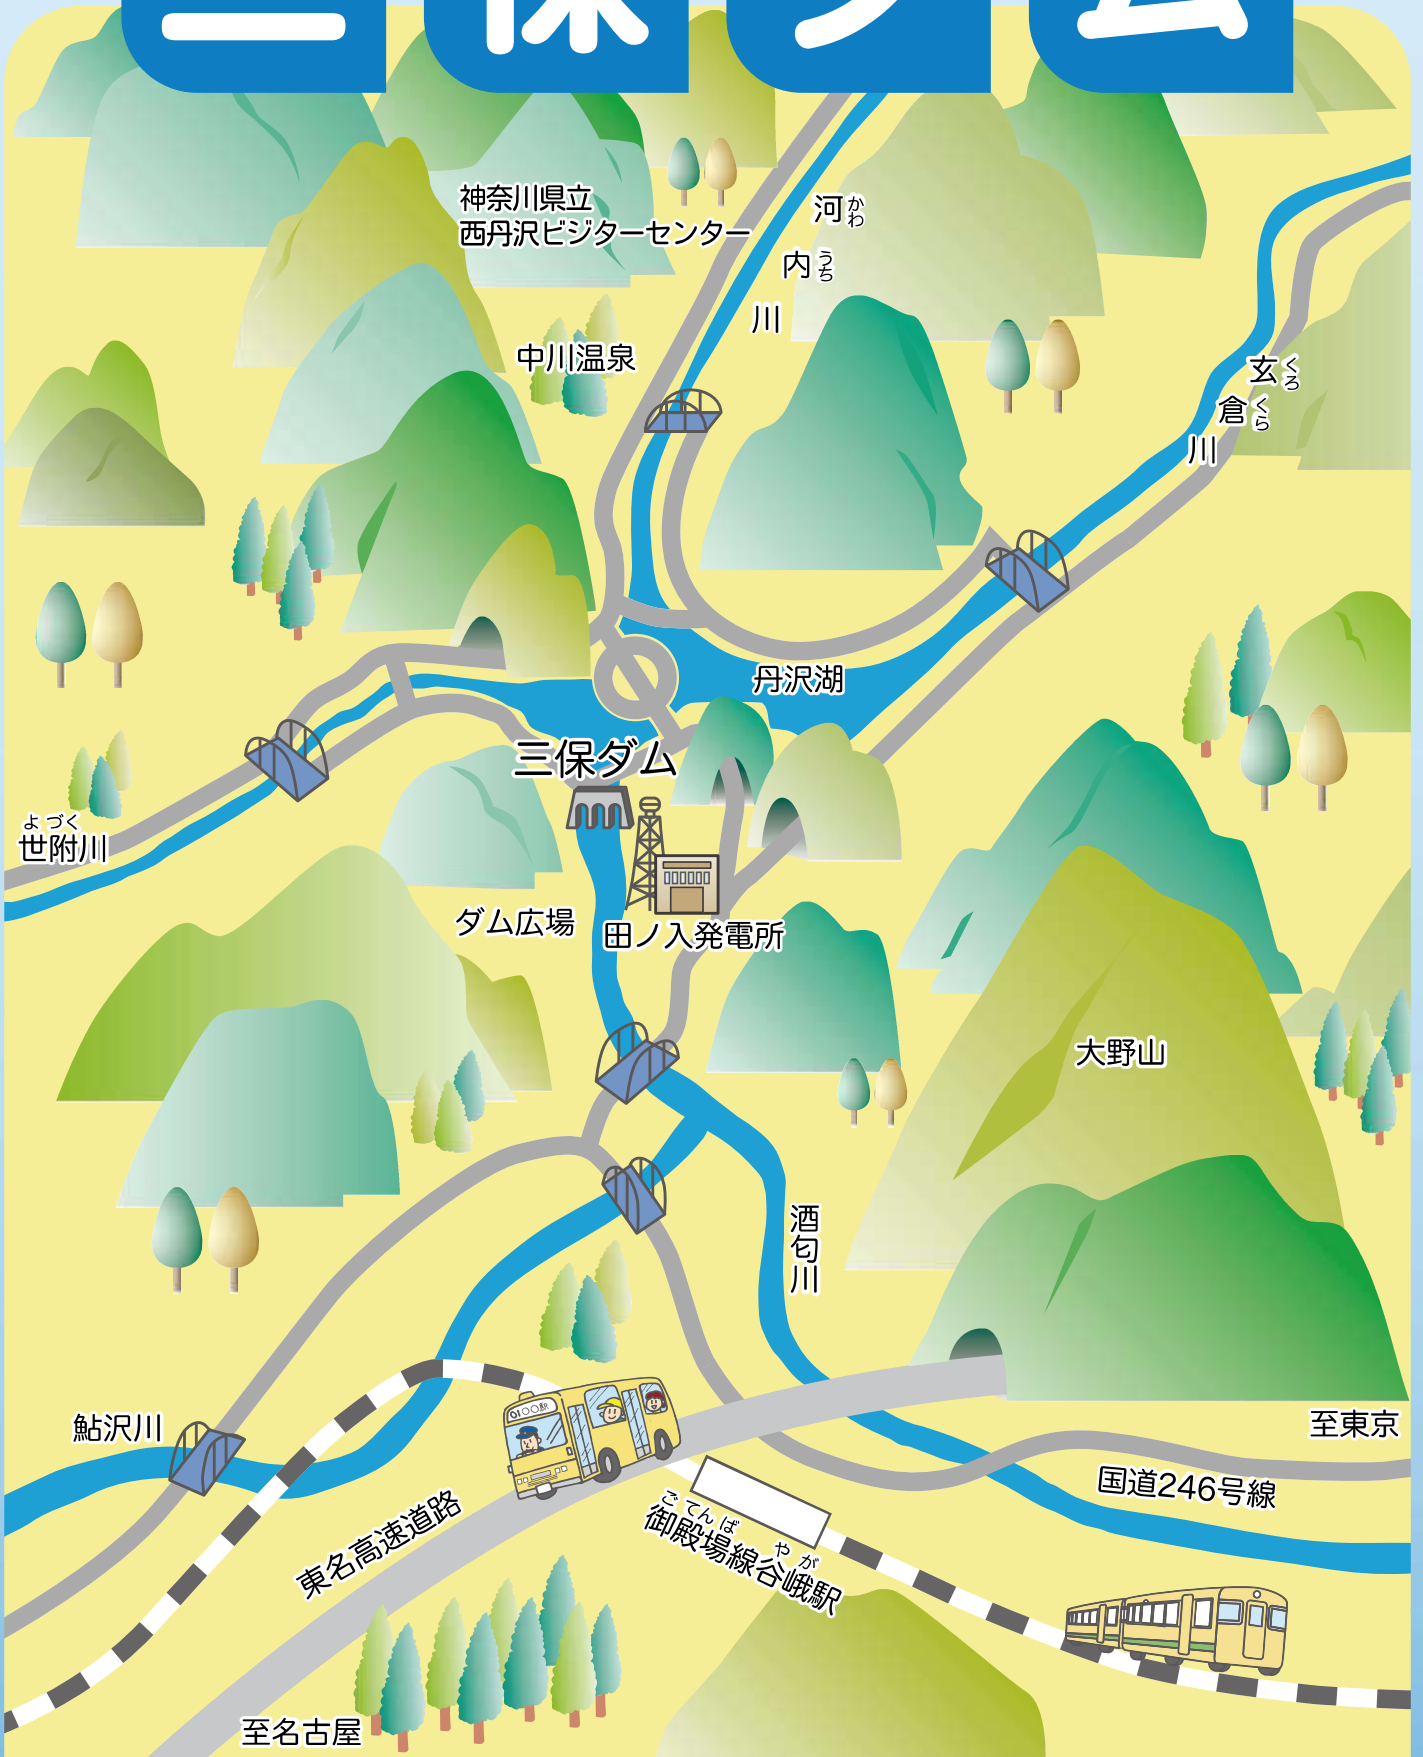 三保ダム
神奈川県立
西丹沢ビジターセンター
河内川
かわ
うち
中川温泉
玄倉川
くろ
くら
丹沢湖
三保ダム
よづく
世附川
ダム広場
田ノ入発電所
大野山
酒匂川
○○駅
鮎沢川
至東京
国道246号線
東名高速道路
ごてんば
やが
御殿場線谷峨駅
至名古屋